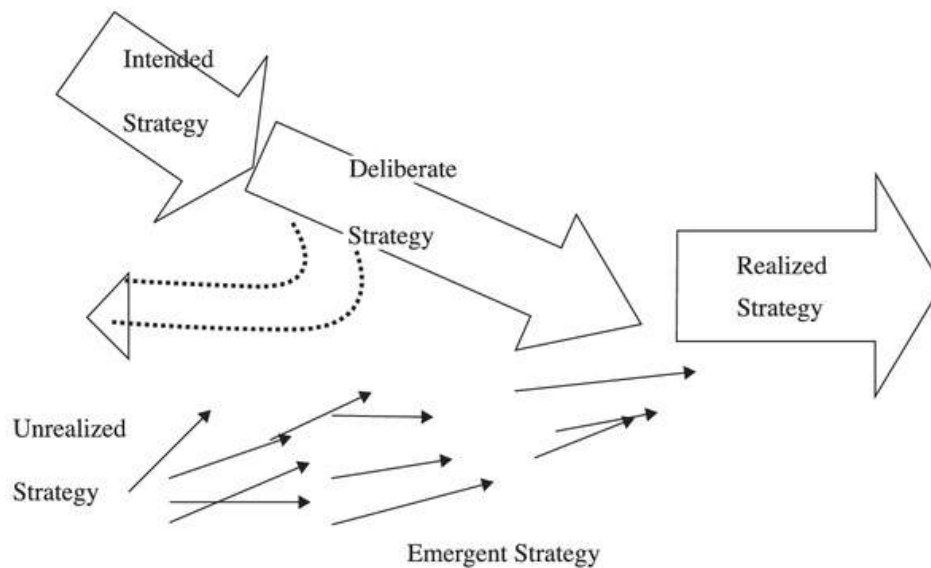 Intended
Strategy
Deliberate
Strategy
Realized
Strategy
Unrealized
Strategy
Emergent Strategy